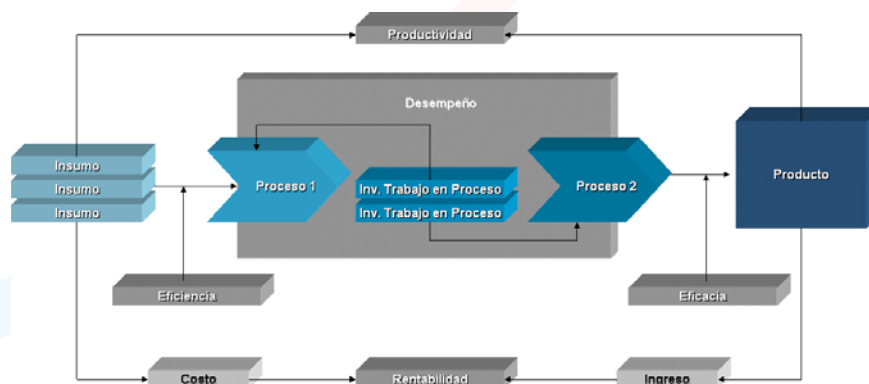 Productividad
Desempeño
Insumo
Insumo
Insumo
Proceso 1
Inv. Trabajo en Proceso
Inv. Trabajo en Proceso
Proceso 2
Producto
Eficiencia
Eficacia
Costo
Rentabilidad
Ingreso